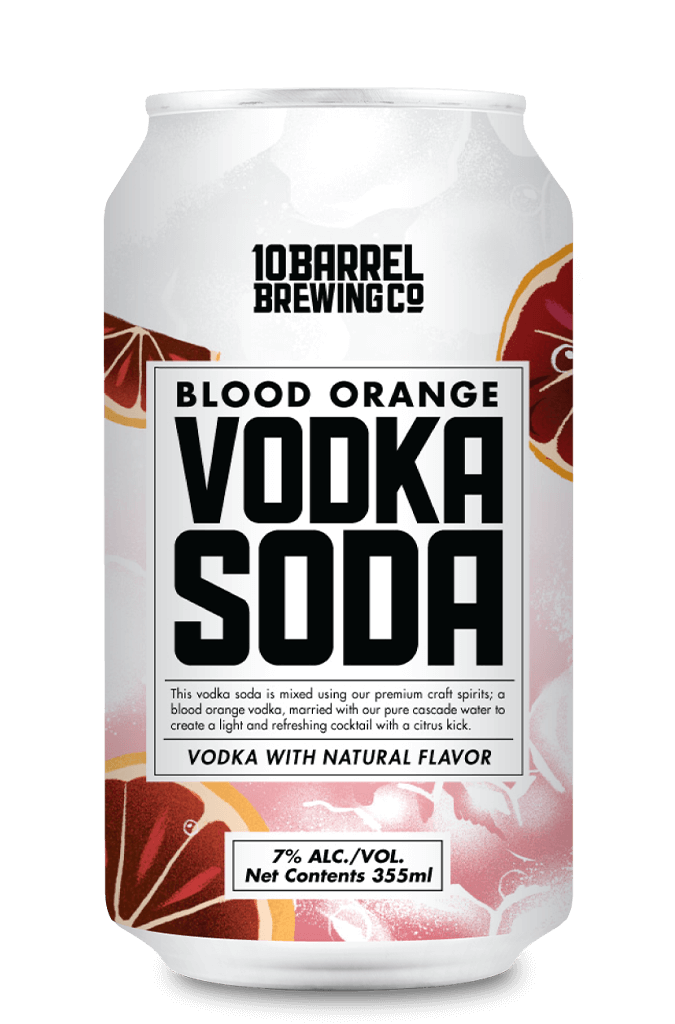 10 BARREL
BREWING CO
BLOOD ORANGE
VODKA
SODA
This vodka soda is mixed using our premium craft spirits; a
blood orange vodka, married with our pure cascade water to
create a light and refreshing cocktail with a citrus kick.
VODKA WITH NATURAL FLAVOR
7% ALC./VOL.
Net Contents 355ml